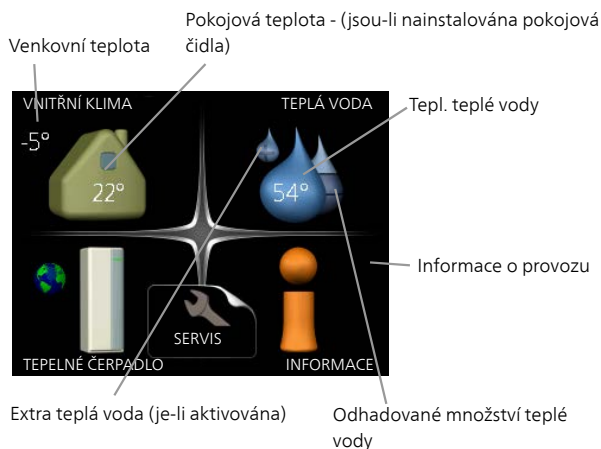 Pokojová teplota - (jsou-li nainstalována pokojová
čidla)
Venkovní teplota
VNITŘNÍ KLIMA
TEPLÁ VODA
Tepl. teplé vody
-5°
22°
54°
Informace o provozu
SERVIS
TEPELNÉ ČERPADLO
INFORMACE
Extra teplá voda (je-li aktivována)
Odhadované množství teplé
vody